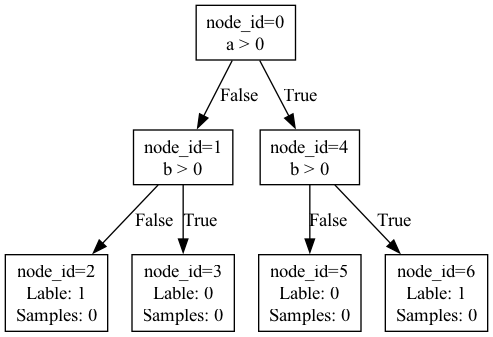 node_id=0
a > 0
False
True
node_id=1
b > 0
node_id=4
b > 0
False
True
False
True
node_id=2
Lable: 1
Samples: 0
node_id=3
Lable: 0
Samples: 0
node_id=5
Lable: 0
Samples: 0
node_id=6
Lable: 1
Samples: 0